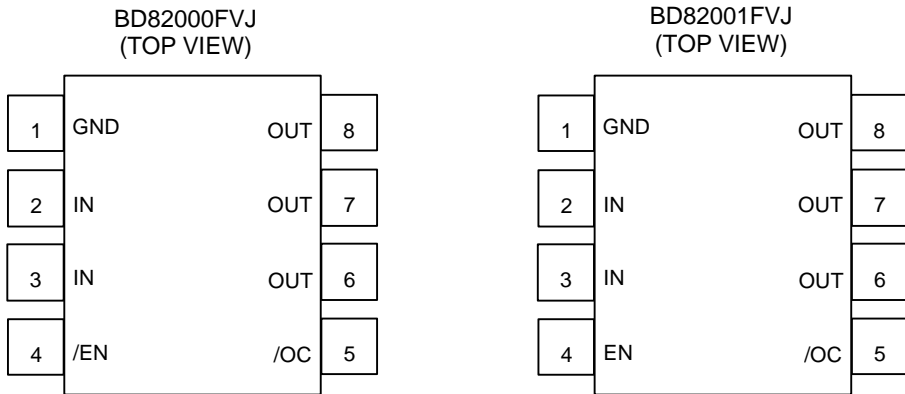 BD82000FVJ
(TOP VIEW)
1 GND OUT 8
2 IN OUT 7
3 IN OUT 6
4 /EN /OC 5
BD82001FVJ
(TOP VIEW)
1 GND OUT 8
2 IN OUT 7
3 IN OUT 6
4 EN /OC 5